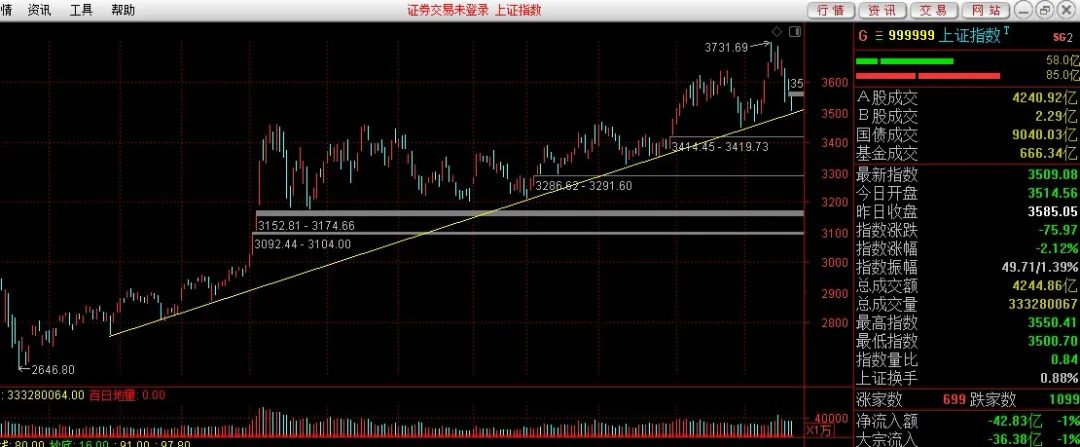 情 资讯 工具 帮助 证券交易未登录 上证指数 行情 资讯 交易 网站
G 999999 上证指数 T SG2
58.0亿
85.0亿
3731.69
35
3600
3500
3400
3300
3200
3100
3000
2900
2800
3414.45 - 3419.73
3286.82 - 3291.60
3152.81 - 3174.66
3092.44 - 3104.00
2646.80
A股成交 4240.92亿
B股成交 2.29亿
国债成交 9040.03亿
基金成交 666.34亿
最新指数 3509.08
今日开盘 3514.56
昨日收盘 3585.05
指数涨跌 -75.97
指数涨幅 -2.12%
指数振幅 49.71/1.39%
总成交额 4244.86亿
总成交量 333280067
最高指数 3550.41
最低指数 3500.70
指数量比 0.84
上证换手 0.88%
涨家数 699 跌家数 1099
净流入额 -42.83亿 -1%
大宗流入 -36.38亿 -1%
: 333280064.00 百日地量: 0.00
40000
X1万
: 80.00 抄底: 16.00 : 91.00 : 97.80